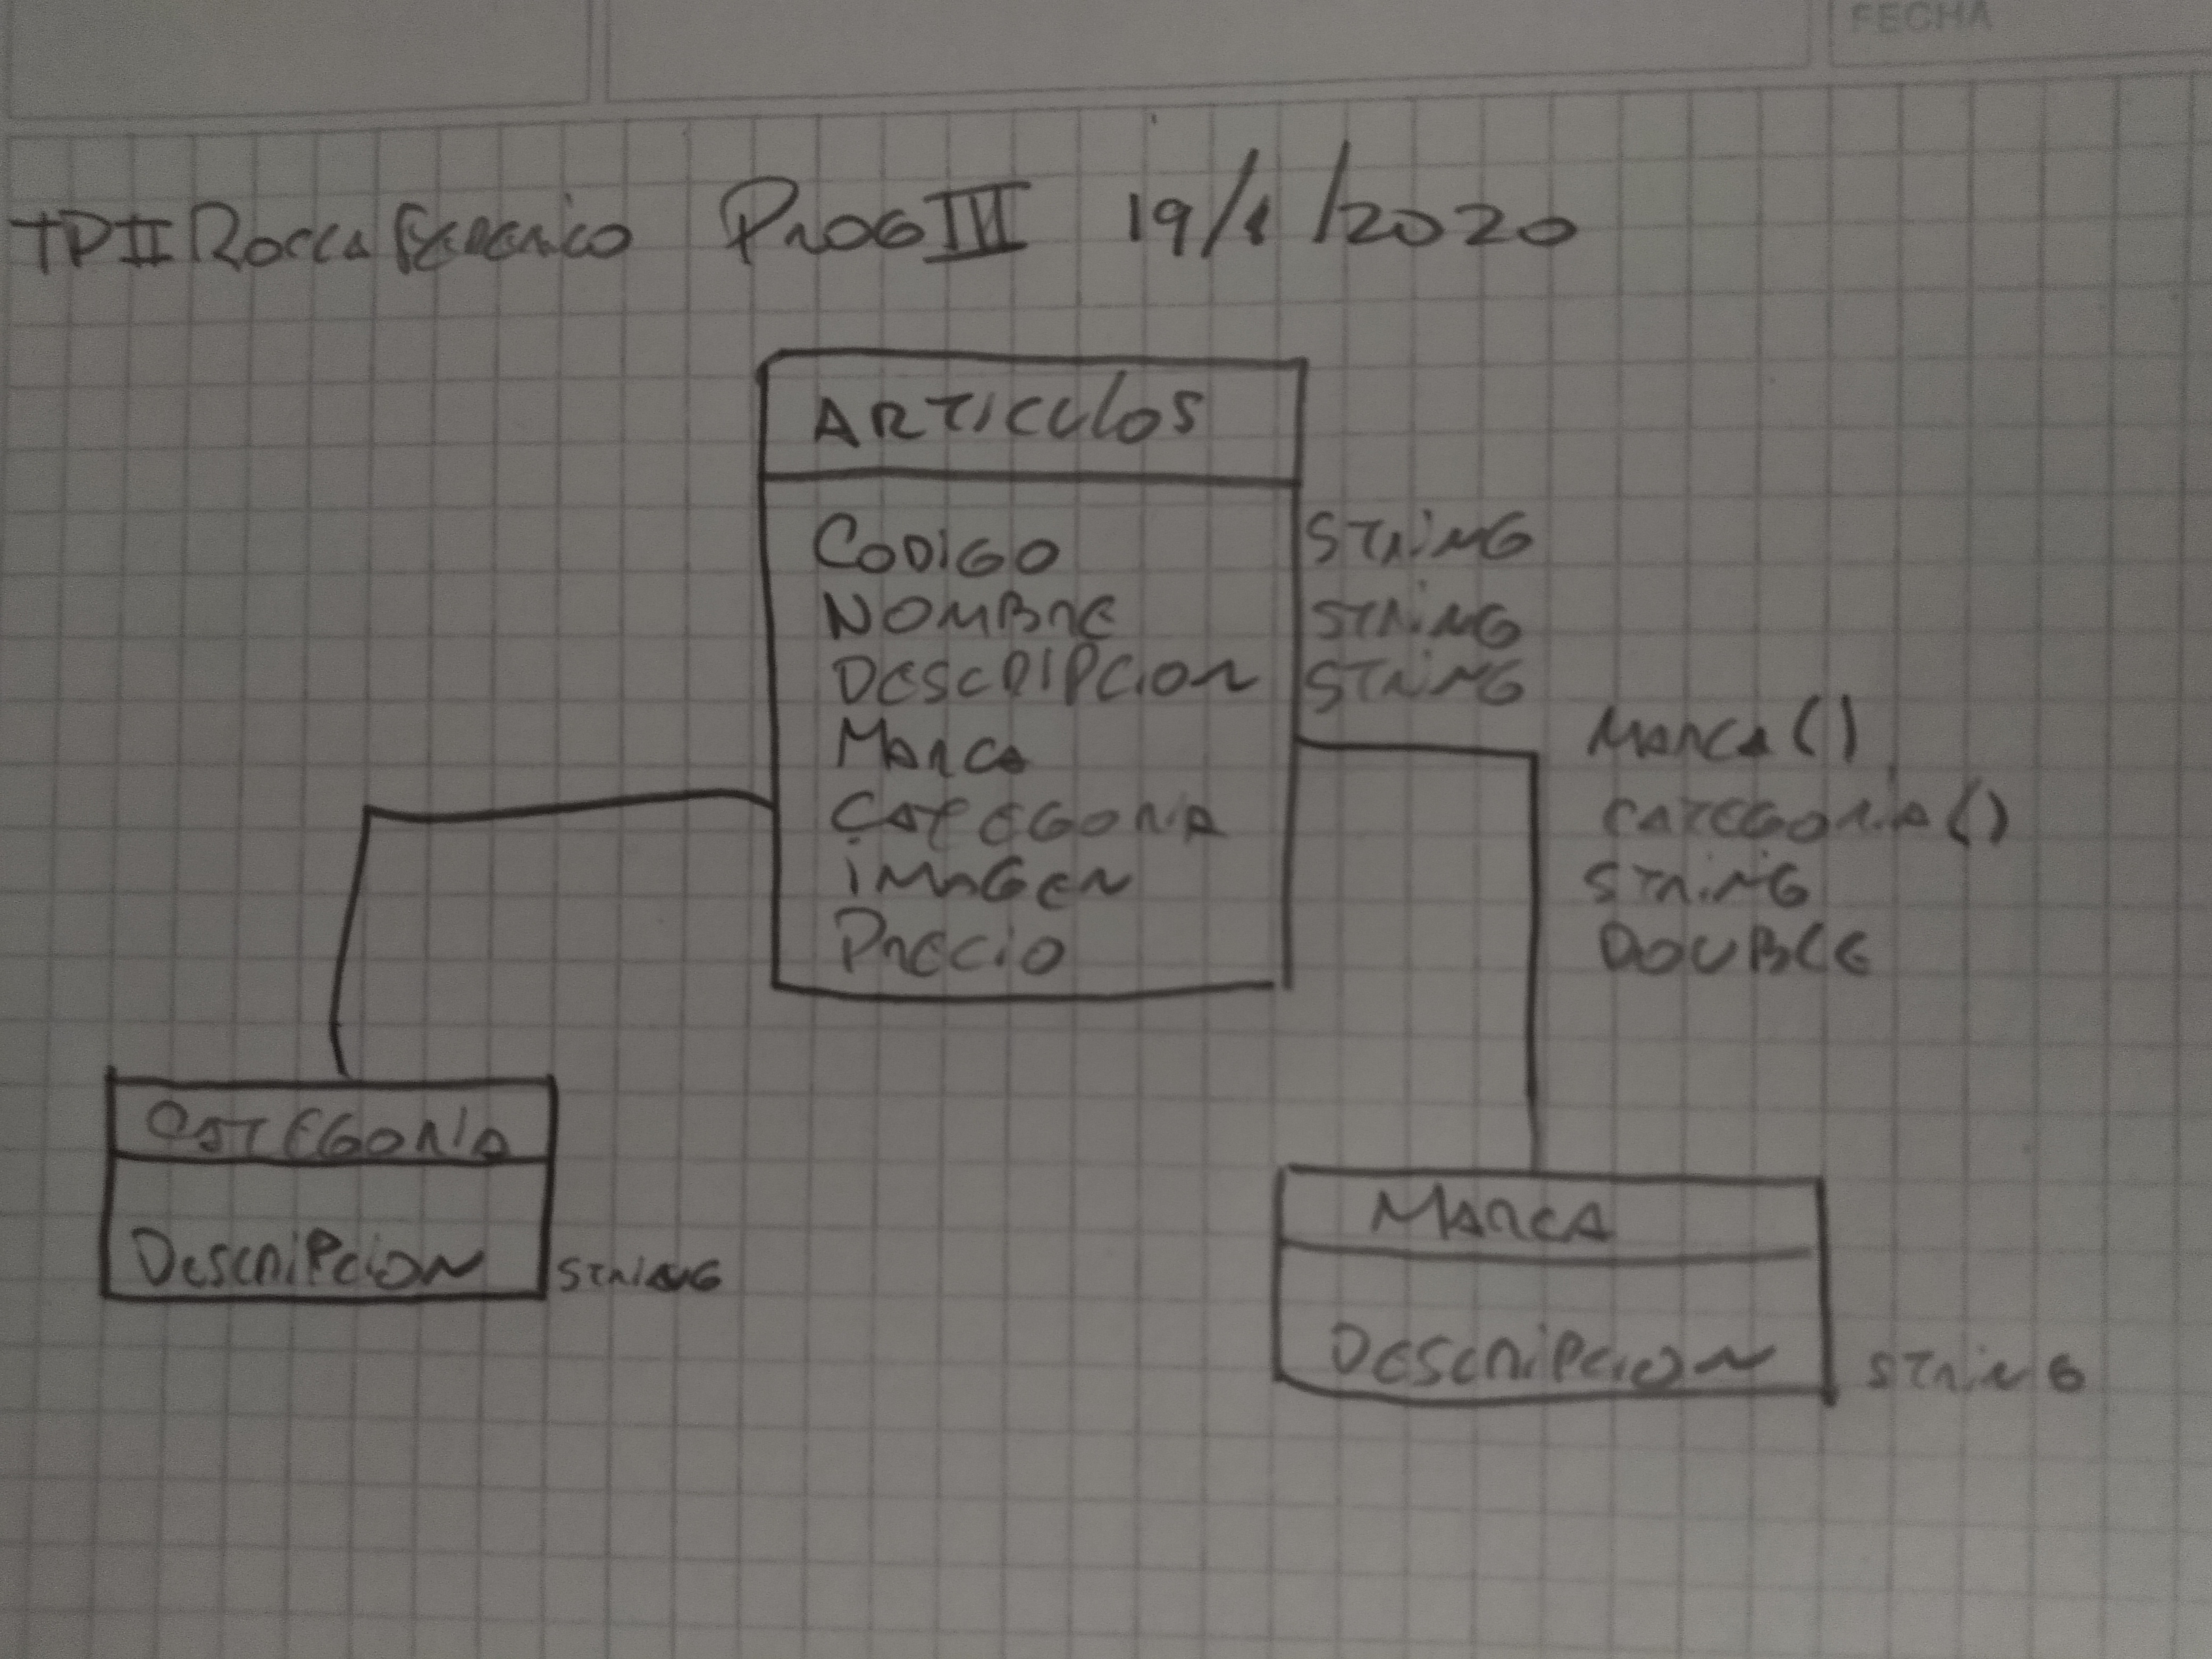 FECHA
TP II Rocca Federico Prog III 19/1/2020
ARTICULOS
CODIGO STRING
NOMBRE STRING
DESCRIPCION STRING
MARCA MARCA()
CATEGORIA CATEGORIA()
IMAGEN STRING
PRECIO DOUBLE
CATEGORIA
DESCRIPCION STRING
MARCA
DESCRIPCION STRING